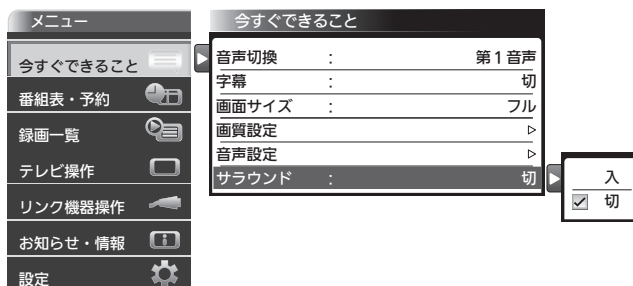 メニュー
今すぐできること
番組表・予約
録画一覧
テレビ操作
リンク機器操作
お知らせ・情報
設定
今すぐできること
音声切換 : 第1音声
字幕 : 切
画面サイズ : フル
画質設定
音声設定
サラウンド : 切
入
切